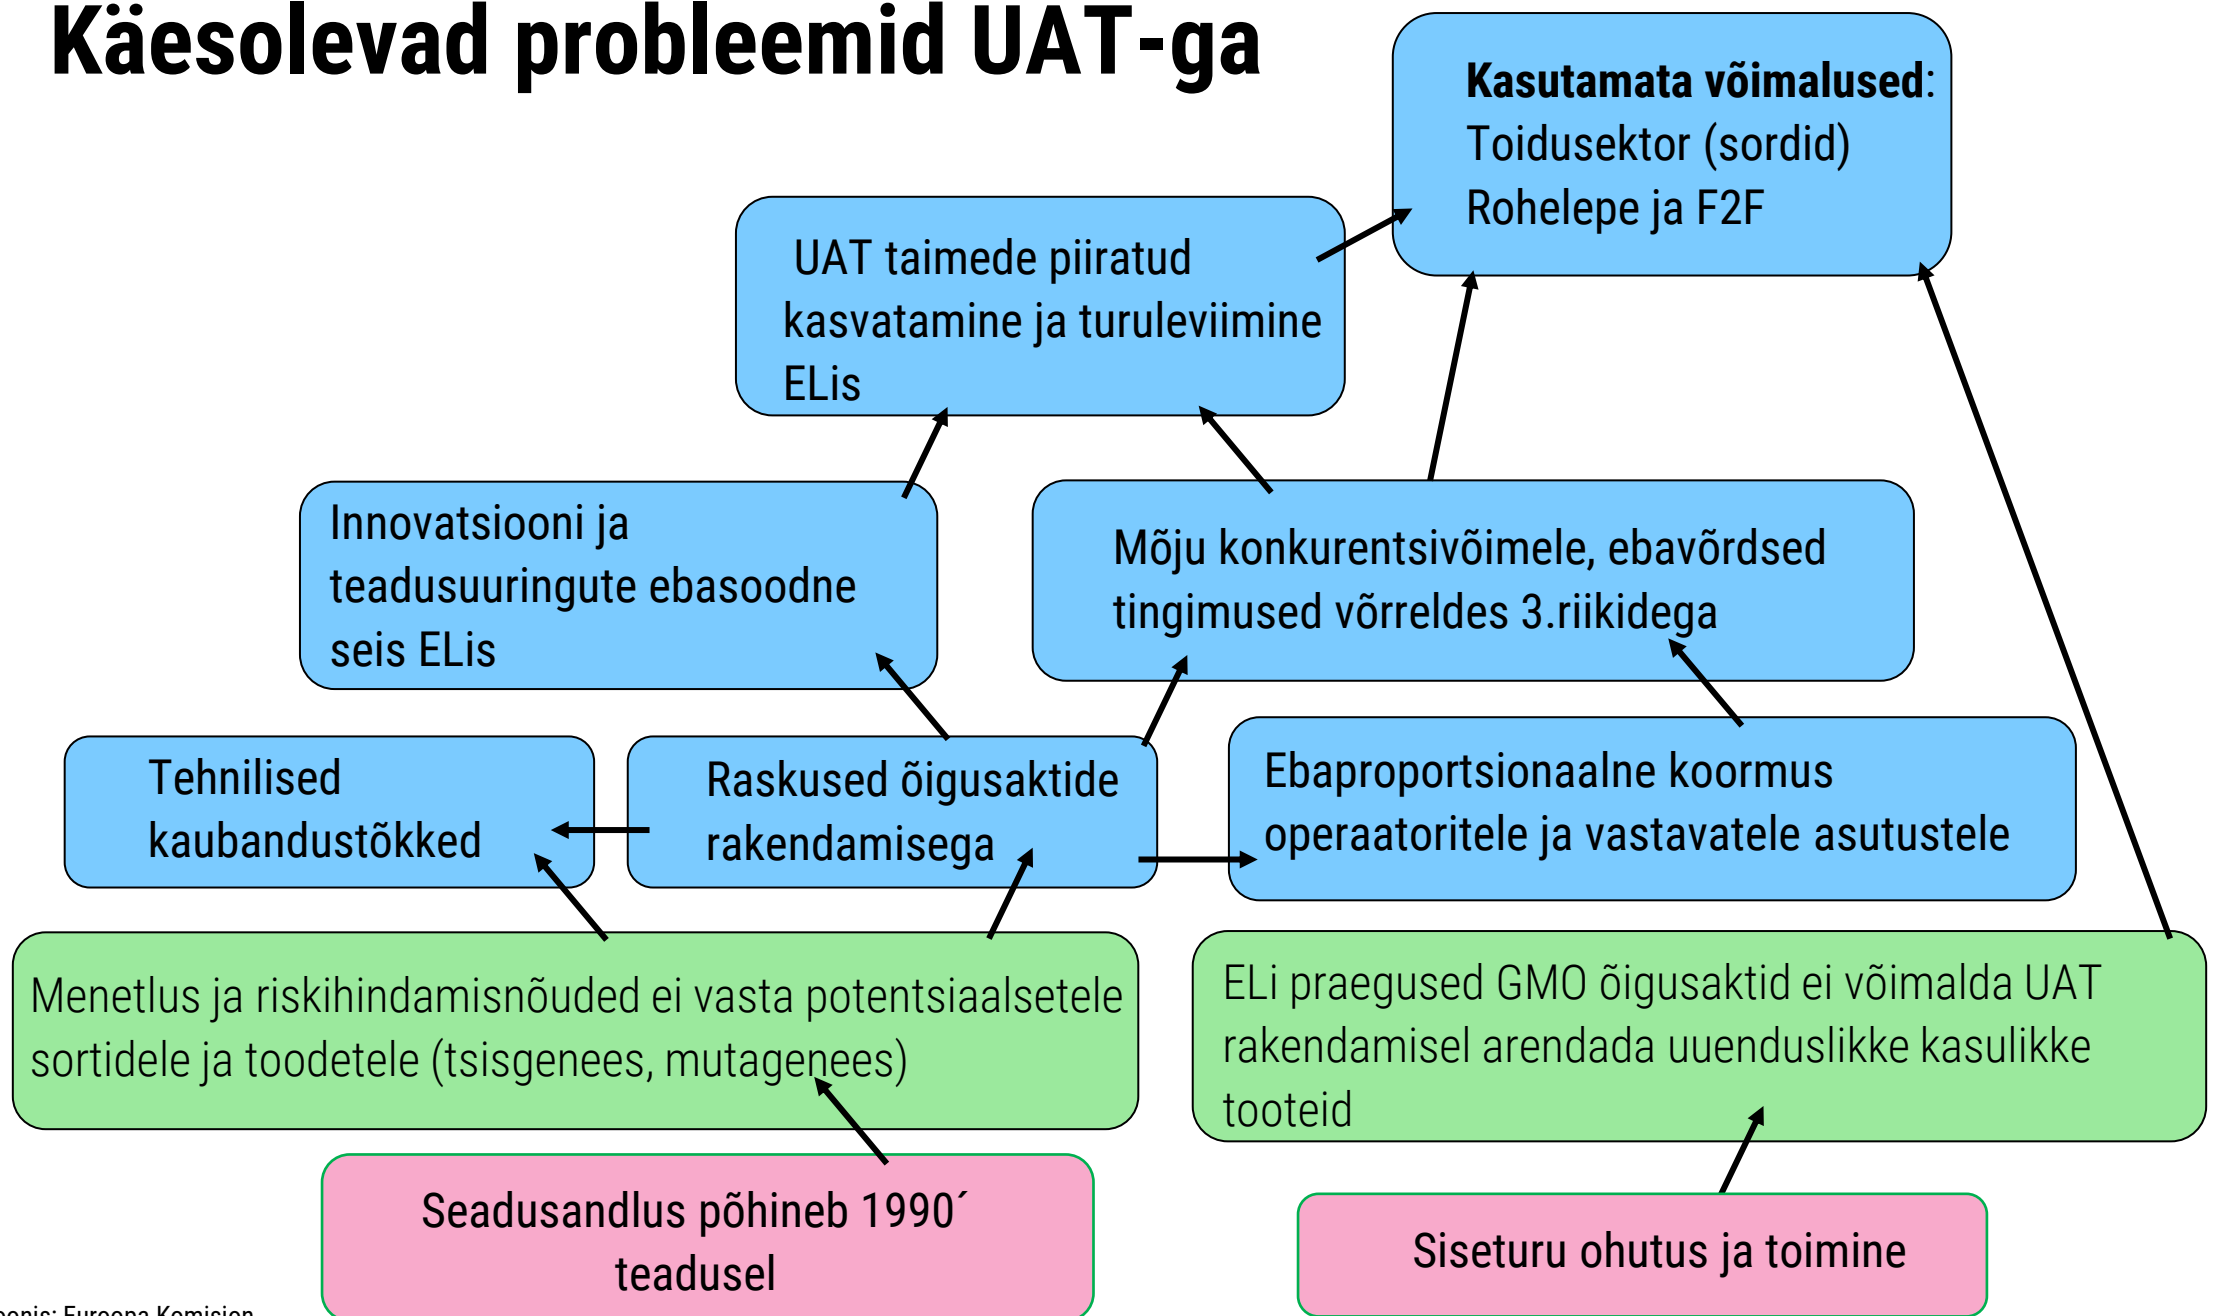 Käesolevad probleemid UAT-ga
Kasutamata võimalused:
Toidusektor (sordid)
Rohelepe ja F2F
UAT taimede piiratud
kasvatamine ja turuleviimine
ELis
Innovatsiooni ja
teadusuuringute ebasoodne
seis ELis
Mõju konkurentsivõimele, ebavõrdsed
tingimused võrreldes 3.riikidega
Tehnilised
kaubandustõkked
Raskused õigusaktide
rakendamisega
Ebaproportsionaalne koormus
operaatoritele ja vastavatele asutustele
Menetlus ja riskihindamisnõuded ei vasta potentsiaalsetele
sortidele ja toodetele (tsisgenees, mutagenees)
ELi praegused GMO õigusaktid ei võimalda UAT
rakendamisel arendada uuenduslikke kasulikke
tooteid
Seadusandlus põhineb 1990´
teadusel
Siseturu ohutus ja toimine
Euroopa